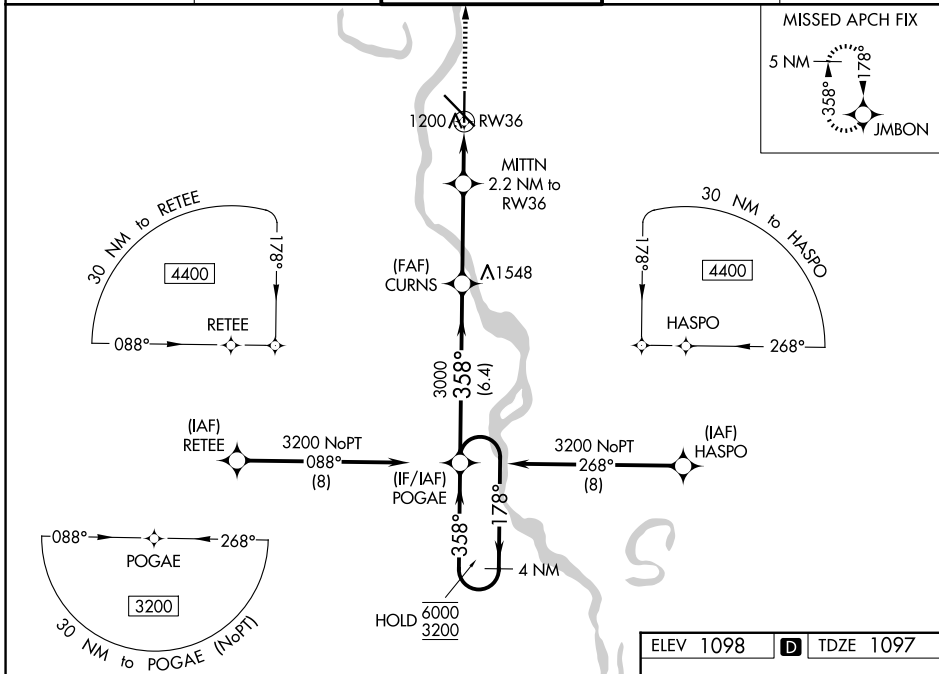 MISSED APCH FIX
5 NM
358°
178°
JMBON
1200
RW36
MITTN
2.2 NM to
RW36
30 NM to RETEE
4400
178°
RETEE
088°
(FAF)
CURNS
1548
30 NM to HASPO
178°
4400
HASPO
268°
3000
358°
(6.4)
(IAF)
RETEE
3200 NoPT
088°
(8)
(IF/IAF)
POGAE
3200 NoPT
268°
(8)
(IAF)
HASPO
358°
178°
4 NM
HOLD
6000
3200
088°
268°
POGAE
3200
30 NM to POGAE (NoPT)
ELEV 1098 D TDZE 1097